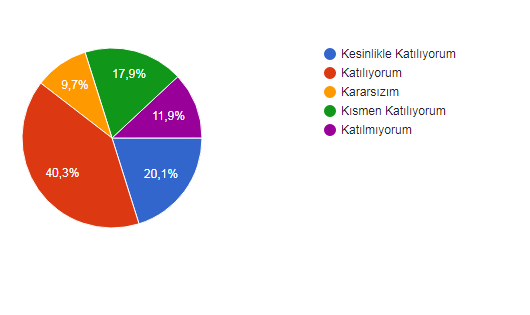 17,9%
9,7%
11,9%
40,3%
20,1%
Kesinlikle Katılıyorum
Katılıyorum
Kararsızım
Kısmen Katılıyorum
Katılmıyorum